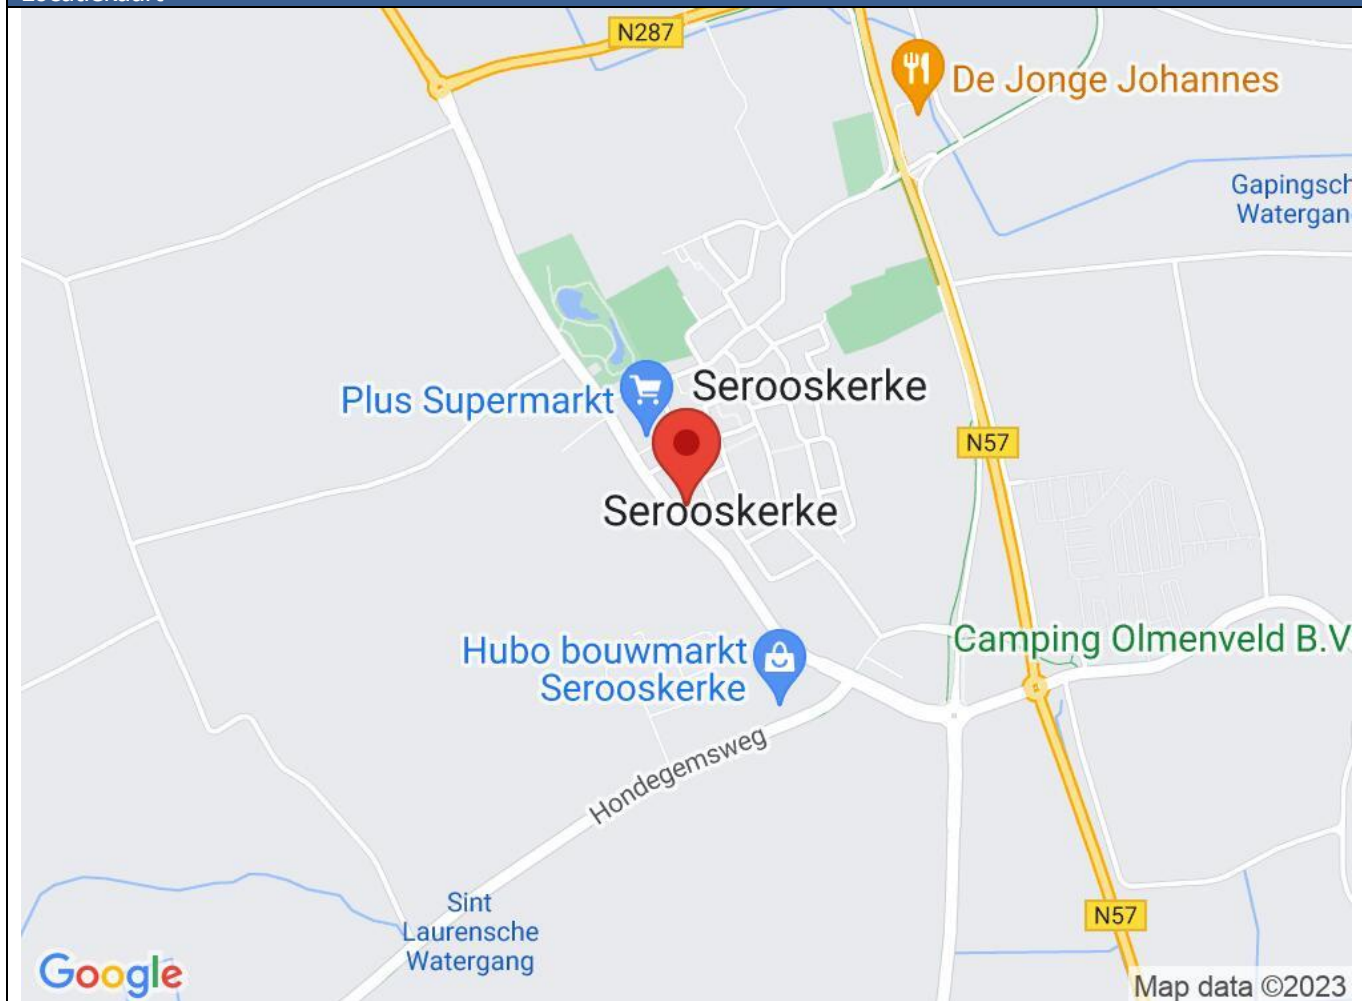 N287
De Jonge Johannes
Gapingsch
Watergan
Plus Supermarkt
Serooskerke
N57
Serooskerke
Camping Olmenveld B.V
Hubo bouwmarkt
Serooskerke
Hondegemsweg
Sint
Laurensche
Watergang
N57
Google
Map data ©2023